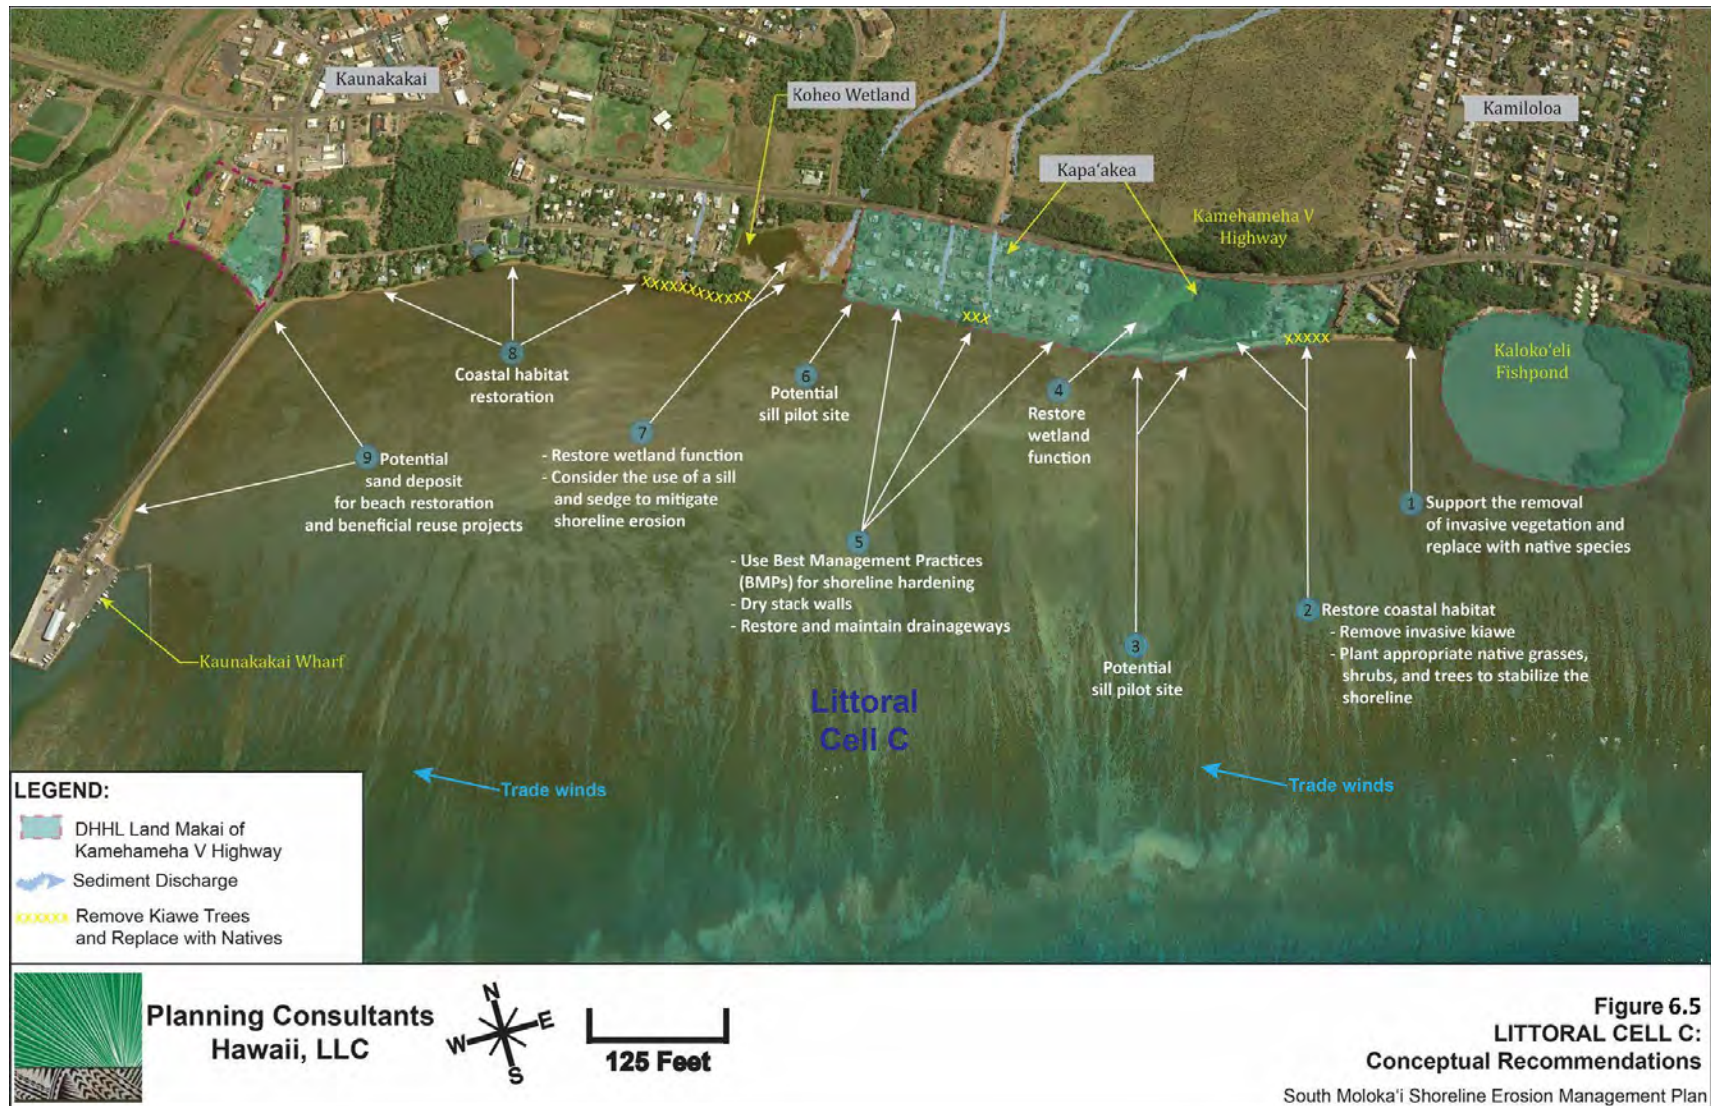 Kaunakakai
Koheo Wetland
Kapaʻakea
Kamiloloa
Kamehameha V
Highway
Kalokoʻeli
Fishpond
XXXXXXXXXXXXX
XXX
XXXXX
8
Coastal habitat
restoration
6
Potential
sill pilot site
4
Restore
wetland
function
7
- Restore wetland function
- Consider the use of a sill
and sedge to mitigate
shoreline erosion
9 Potential
sand deposit
for beach restoration
and beneficial reuse projects
5
- Use Best Management Practices
(BMPs) for shoreline hardening
- Dry stack walls
- Restore and maintain drainageways
1 Support the removal
of invasive vegetation and
replace with native species
2 Restore coastal habitat
- Remove invasive kiawe
- Plant appropriate native grasses,
shrubs, and trees to stabilize the
shoreline
3
Potential
sill pilot site
Kaunakakai Wharf
Littoral
Cell C
Trade winds
Trade winds
LEGEND:
DHHL Land Makai of
Kamehameha V Highway
Sediment Discharge
XXXXXX Remove Kiawe Trees
and Replace with Natives
Planning Consultants
Hawaii, LLC
N
W E
S
125 Feet
Figure 6.5
LITTORAL CELL C:
Conceptual Recommendations
South Molokaʻi Shoreline Erosion Management Plan